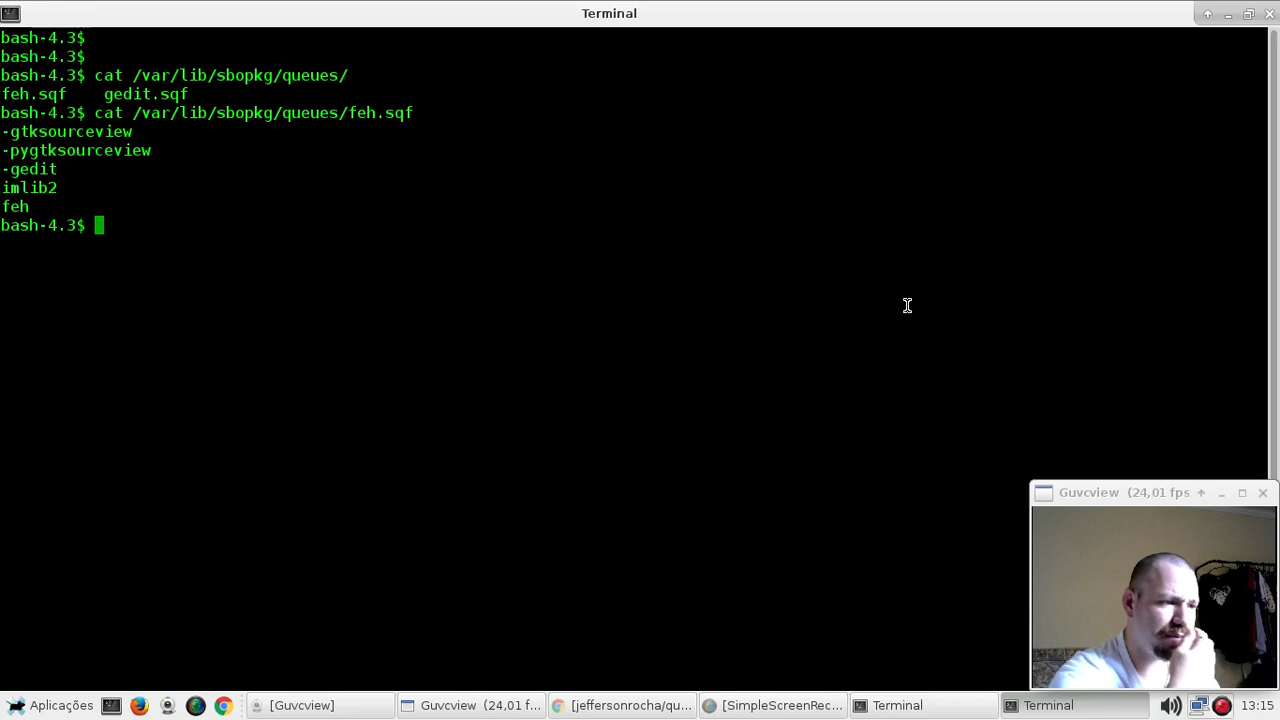 Terminal
bash-4.3$
bash-4.3$
bash-4.3$ cat /var/lib/sbopkg/queues/
feh.sqf    gedit.sqf
bash-4.3$ cat /var/lib/sbopkg/queues/feh.sqf
-gtksourceview
-pygtksourceview
-gedit
imlib2
feh
bash-4.3$
Guvcview (24,01 fps
Aplicações
[Guvcview]
Guvcview (24,01 f...
[jeffersonrocha/qu...
[SimpleScreenRec...
Terminal
Terminal
13:15